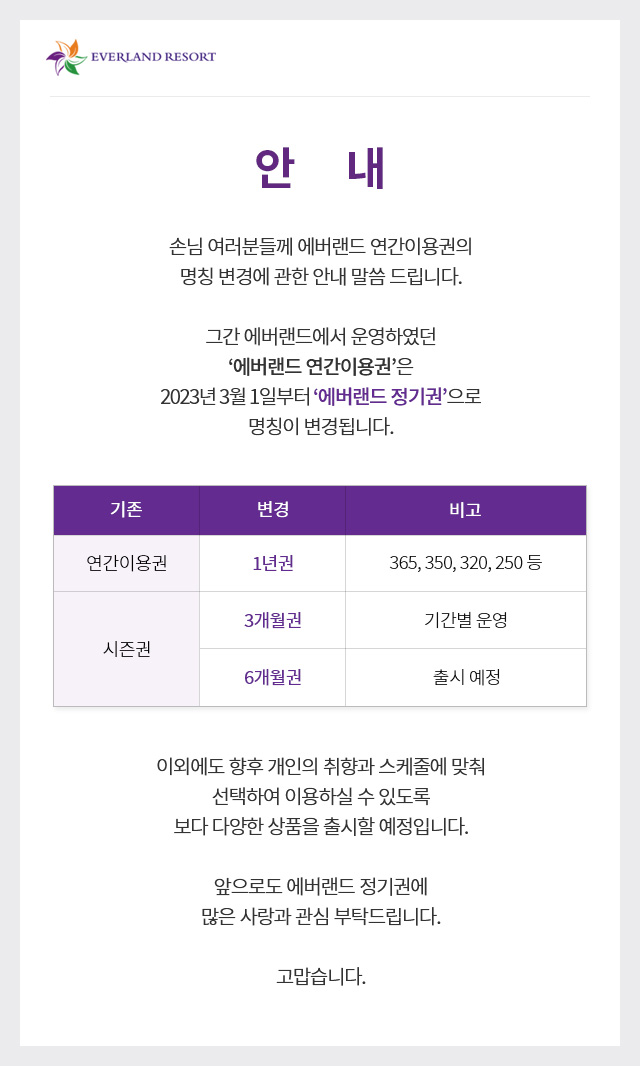 EVERLAND RESORT
안 내
손님 여러분들께 에버랜드 연간이용권의
명칭 변경에 관한 안내 말씀 드립니다.
그간 에버랜드에서 운영하였던
‘에버랜드 연간이용권’은
2023년 3월 1일부터 ‘에버랜드 정기권’으로
명칭이 변경됩니다.
기존 변경 비고
연간이용권 1년권 365, 350, 320, 250 등
시즌권 3개월권 기간별 운영
6개월권 출시 예정
이외에도 향후 개인의 취향과 스케줄에 맞춰
선택하여 이용하실 수 있도록
보다 다양한 상품을 출시할 예정입니다.
앞으로도 에버랜드 정기권에
많은 사랑과 관심 부탁드립니다.
고맙습니다.